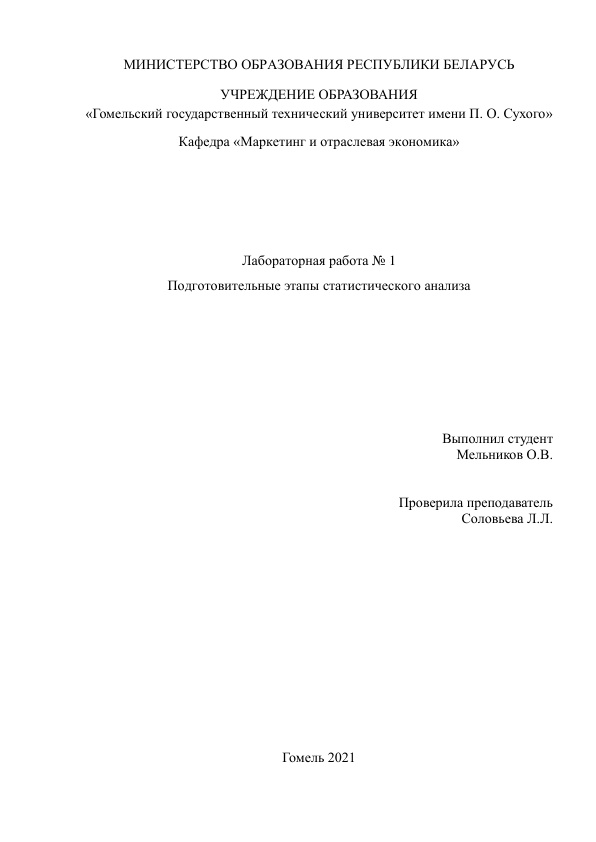 МИНИСТЕРСТВО ОБРАЗОВАНИЯ РЕСПУБЛИКИ БЕЛАРУСЬ
УЧРЕЖДЕНИЕ ОБРАЗОВАНИЯ
«Гомельский государственный технический университет имени П. О. Сухого»
Кафедра «Маркетинг и отраслевая экономика»
Лабораторная работа № 1
Подготовительные этапы статистического анализа
Выполнил студент
Мельников О.В.
Проверила преподаватель
Соловьева Л.Л.
Гомель 2021